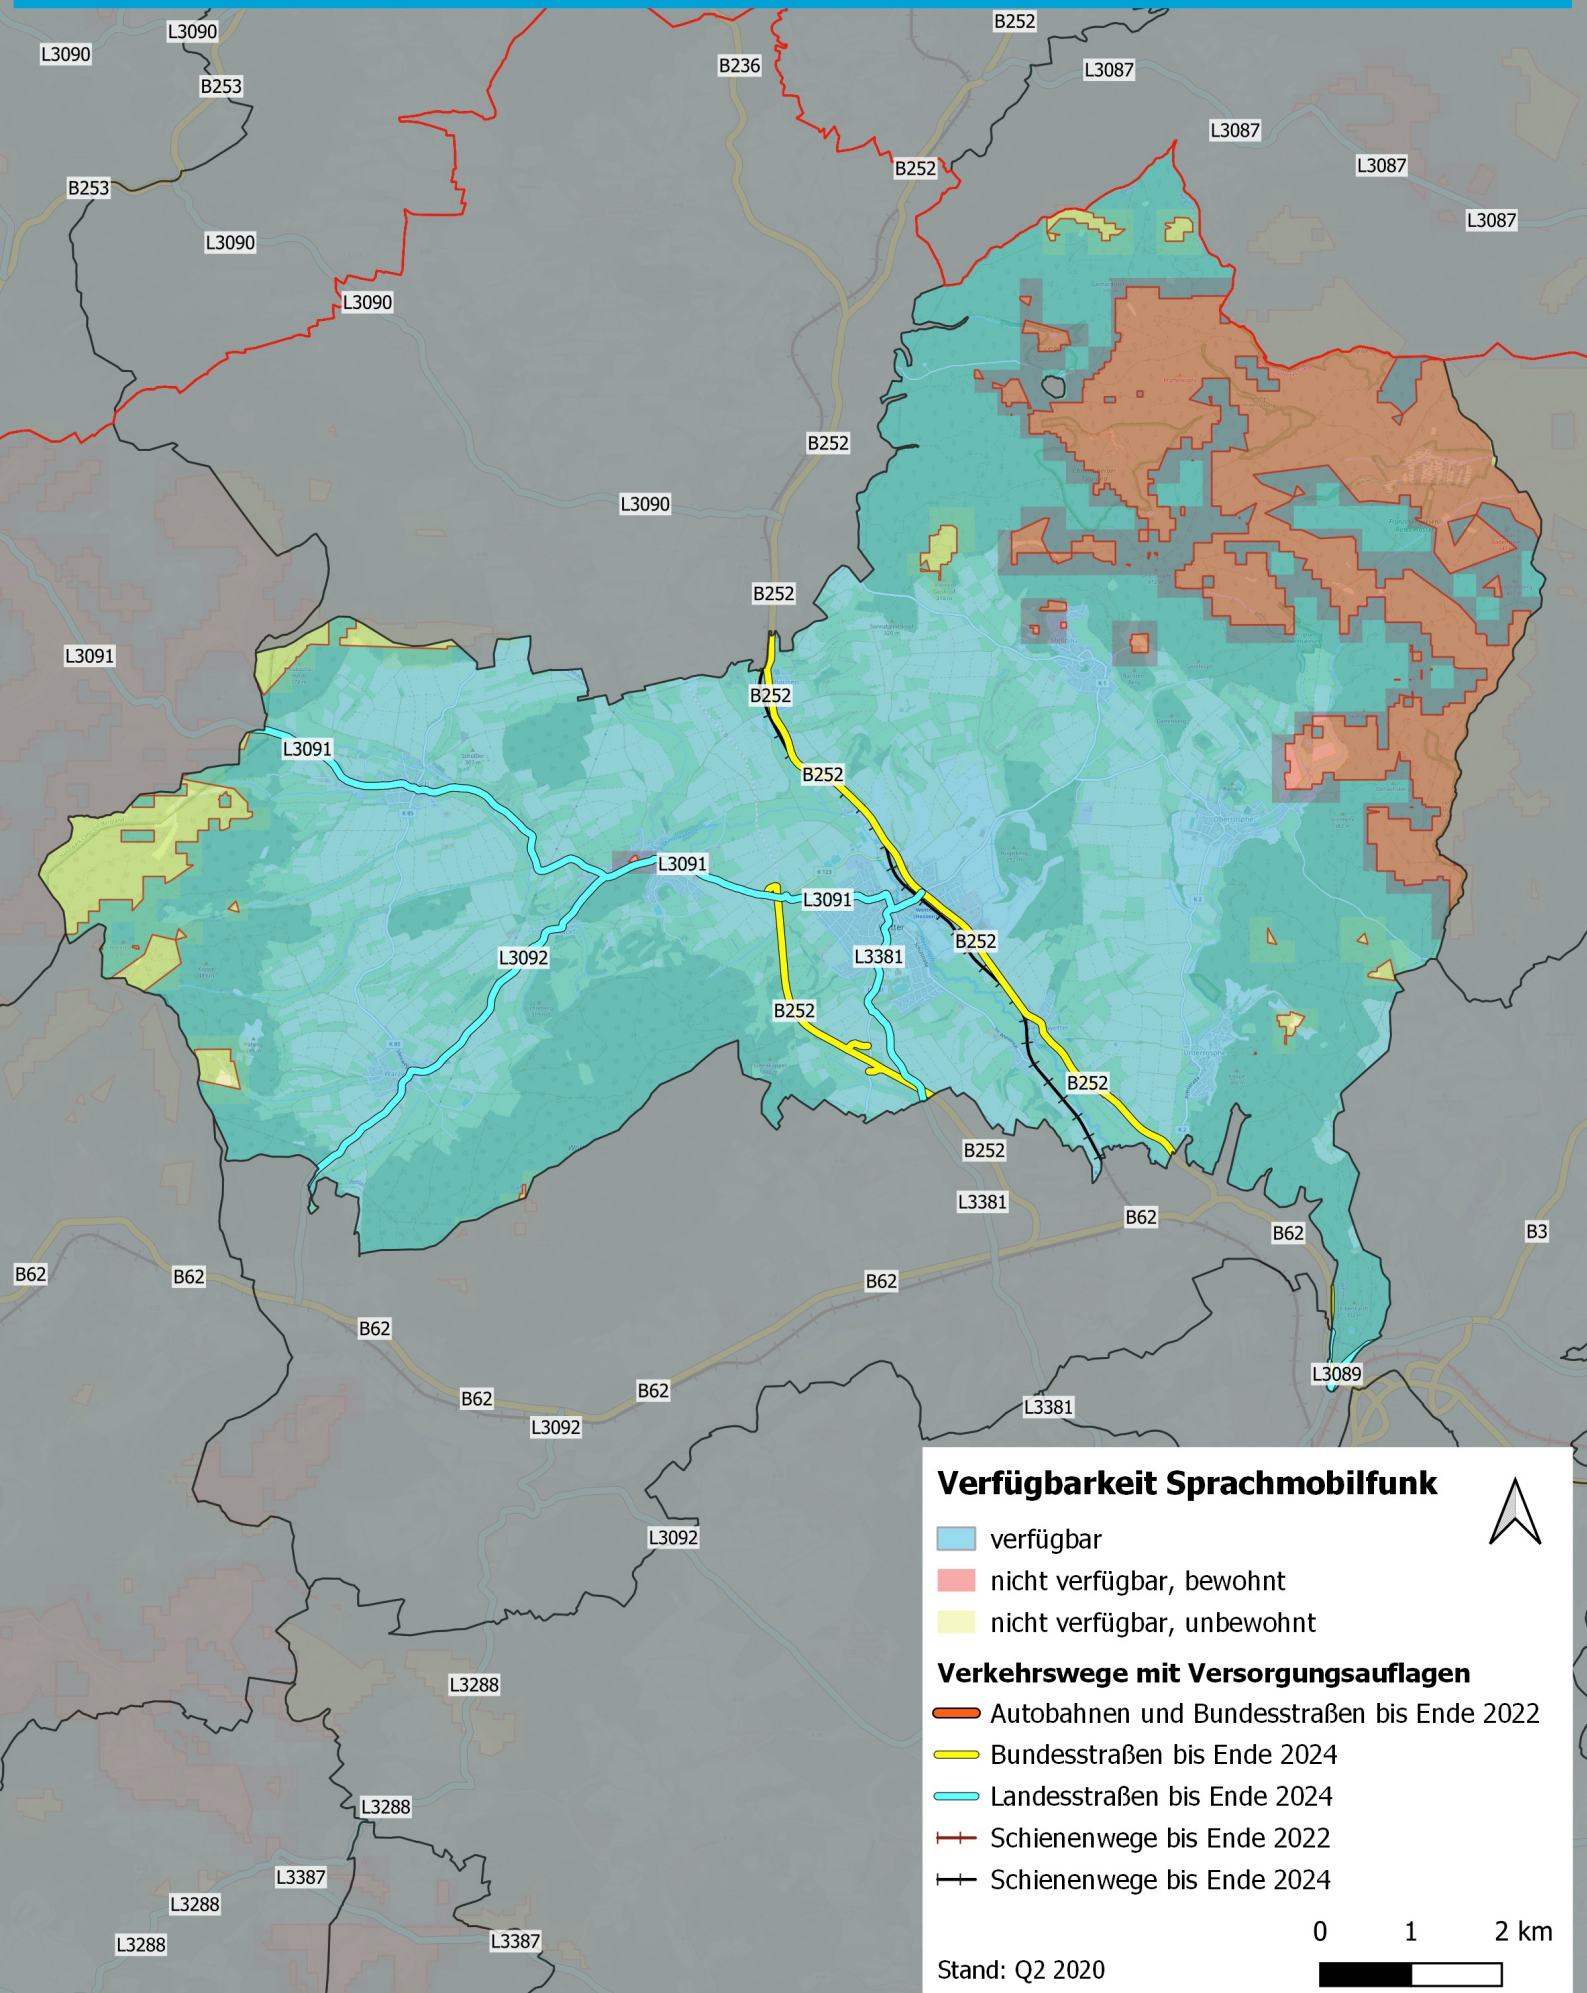 L3090
B252
L3090
B236
L3087
B253
L3087
L3087
B252
B253
L3087
L3090
L3090
B252
L3090
B252
L3091
B252
L3091
B252
L3091
L3091
B252
L3092
L3381
B252
B252
B252
L3381
B62
B62
B3
B62
B62
B62
B62
L3089
B62
B62
L3381
L3092
L3092
L3288
L3288
L3387
L3288
L3387
L3288
Verfügbarkeit Sprachmobilfunk
verfügbar
nicht verfügbar, bewohnt
nicht verfügbar, unbewohnt
Verkehrswege mit Versorgungsauflagen
Autobahnen und Bundesstraßen bis Ende 2022
Bundesstraßen bis Ende 2024
Landesstraßen bis Ende 2024
Schienenwege bis Ende 2022
Schienenwege bis Ende 2024
0 1 2 km
Stand: Q2 2020